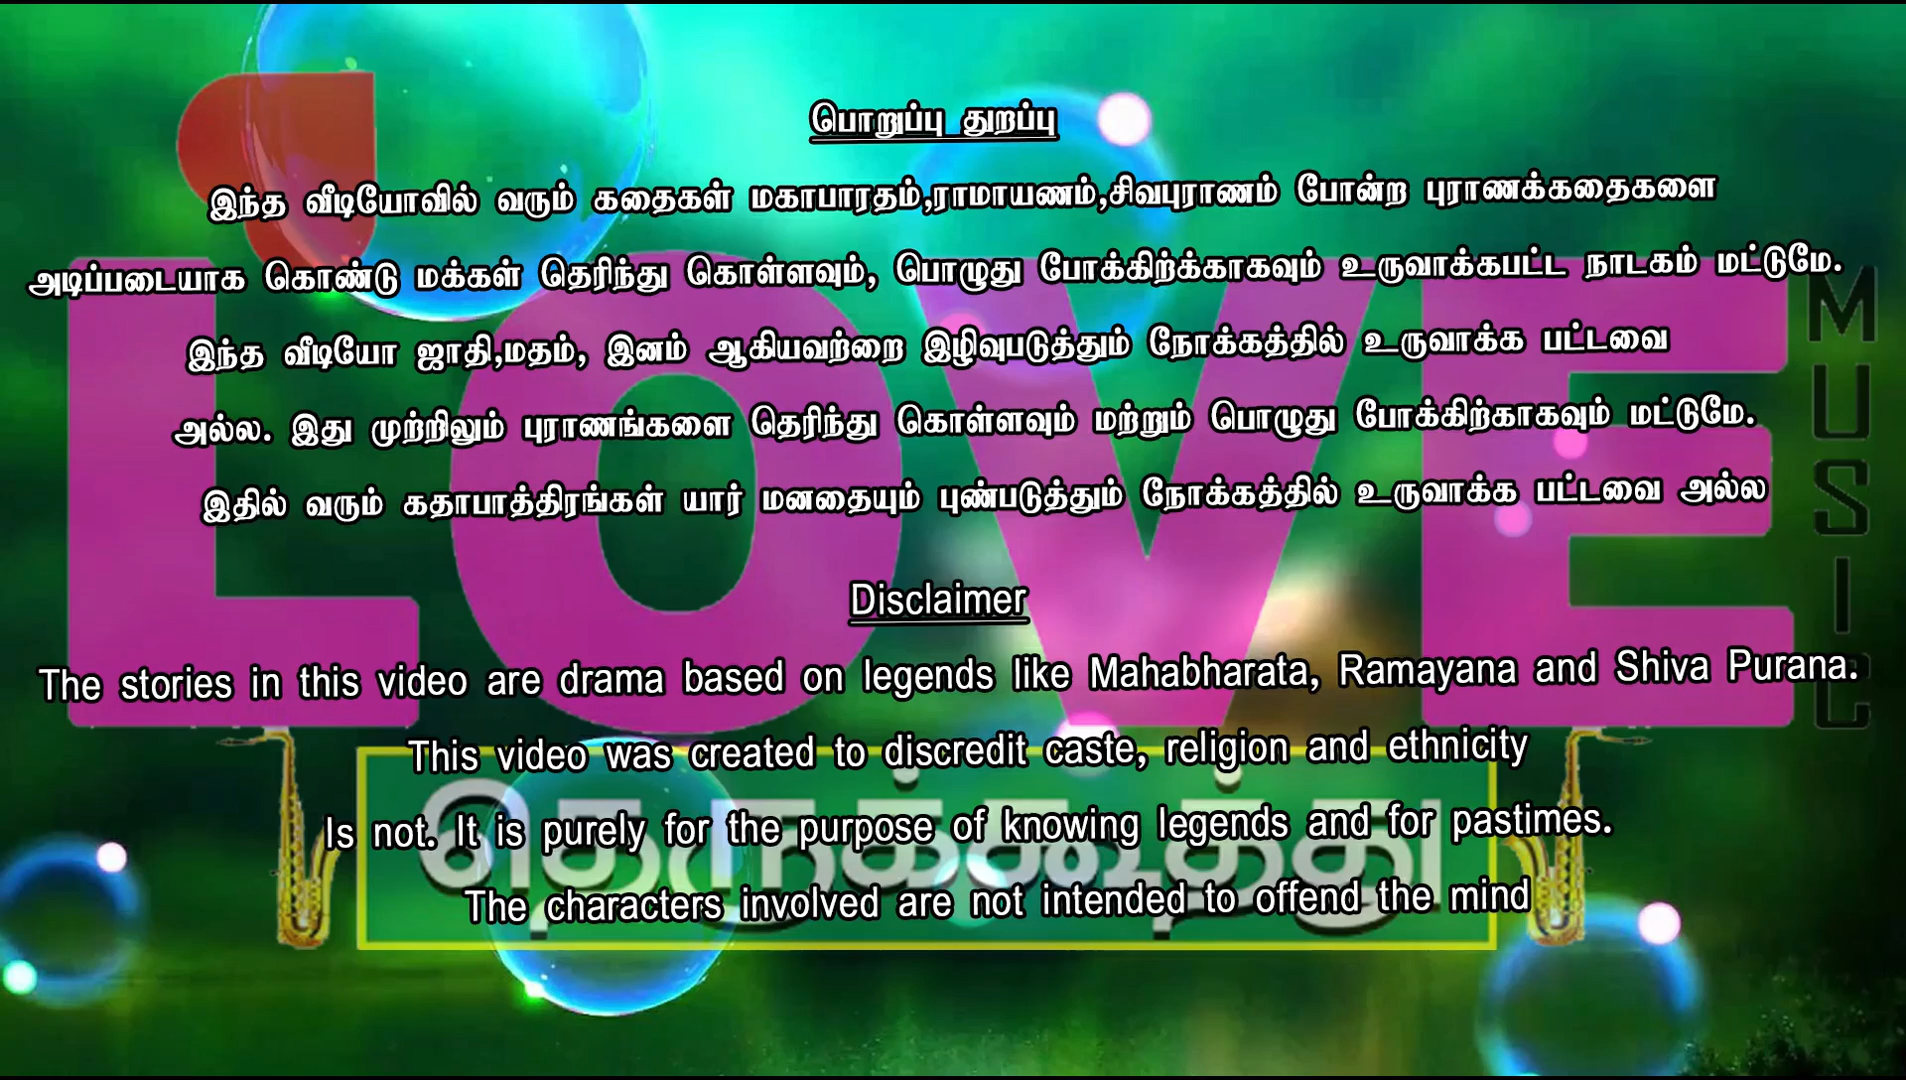 பொறுப்பு துறப்பு
இந்த வீடியோவில் வரும் கதைகள் மகாபாரதம்,ராமாயணம்,சிவபுராணம் போன்ற புராணக்கதைகளை
அடிப்படையாக கொண்டு மக்கள் தெரிந்து கொள்ளவும், பொழுது போக்கிற்க்காகவும் உருவாக்கபட்ட நாடகம் மட்டுமே.
இந்த வீடியோ ஜாதி,மதம், இனம் ஆகியவற்றை இழிவுபடுத்தும் நோக்கத்தில் உருவாக்க பட்டவை
அல்ல. இது முற்றிலும் புராணங்களை தெரிந்து கொள்ளவும் மற்றும் பொழுது போக்கிற்காகவும் மட்டுமே.
இதில் வரும் கதாபாத்திரங்கள் யார் மனதையும் புண்படுத்தும் நோக்கத்தில் உருவாக்க பட்டவை அல்ல
LOVE
MUSIC
Disclaimer
The stories in this video are drama based on legends like Mahabharata, Ramayana and Shiva Purana.
This video was created to discredit caste, religion and ethnicity
Is not. It is purely for the purpose of knowing legends and for pastimes.
The characters involved are not intended to offend the mind